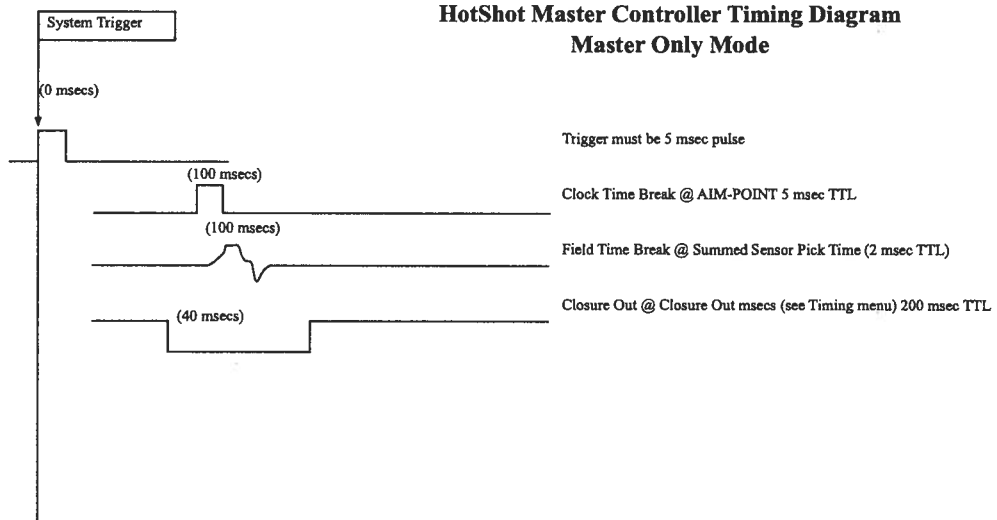 HotShot Master Controller Timing Diagram
Master Only Mode
System Trigger
(0 msecs)
Trigger must be 5 msec pulse
(100 msecs)
Clock Time Break @ AIM-POINT 5 msec TTL
(100 msecs)
Field Time Break @ Summed Sensor Pick Time (2 msec TTL)
(40 msecs)
Closure Out @ Closure Out msecs (see Timing menu) 200 msec TTL